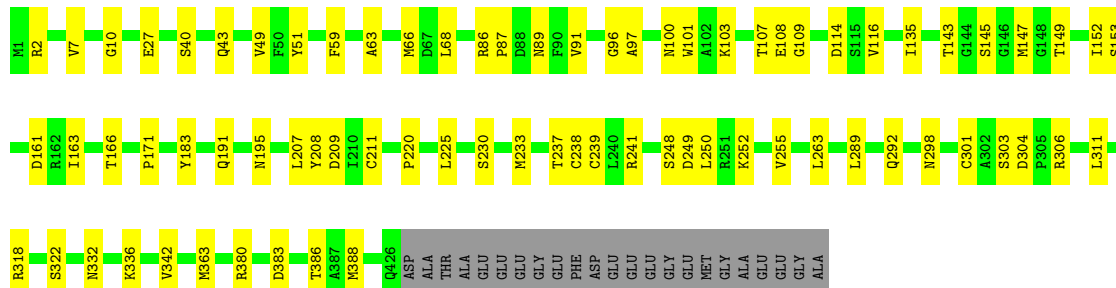 M1 R2 V7 G10 E27 S40 Q43 V49 F50 Y51 F59 A63 M66 D67 L68 R86 P87 D88 N89 F90 V91 G96 A97 N100 W101 A102 K103 T107 E108 G109 D114 S115 V116 I135 T143 G144 S145 G146 M147 G148 T149 I152 S153
D161 R162 I163 T166 P171 Y183 Q191 N195 L207 Y208 D209 I210 C211 P220 L225 S230 M233 T237 C238 C239 L240 R241 S248 D249 L250 R251 K252 V255 L263 L289 Q292 N298 C301 A302 S303 D304 P305 R306 L311
R318 S322 N332 K336 V342 M363 R380 D383 T386 A387 M388 Q426 ASP ALA THR ALA GLU GLU GLU GLY GLU PHE ASP GLU GLU GLU GLY GLU MET GLY ALA GLU GLU GLY ALA